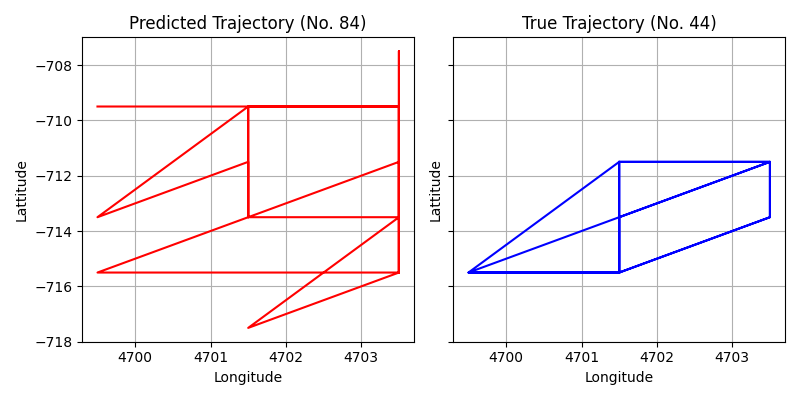 Predicted Trajectory (No. 84)
True Trajectory (No. 44)
Lattitude
−708
−710
−712
−714
−716
−718
4700
4701
4702
4703
Longitude
Lattitude
4700
4701
4702
4703
Longitude